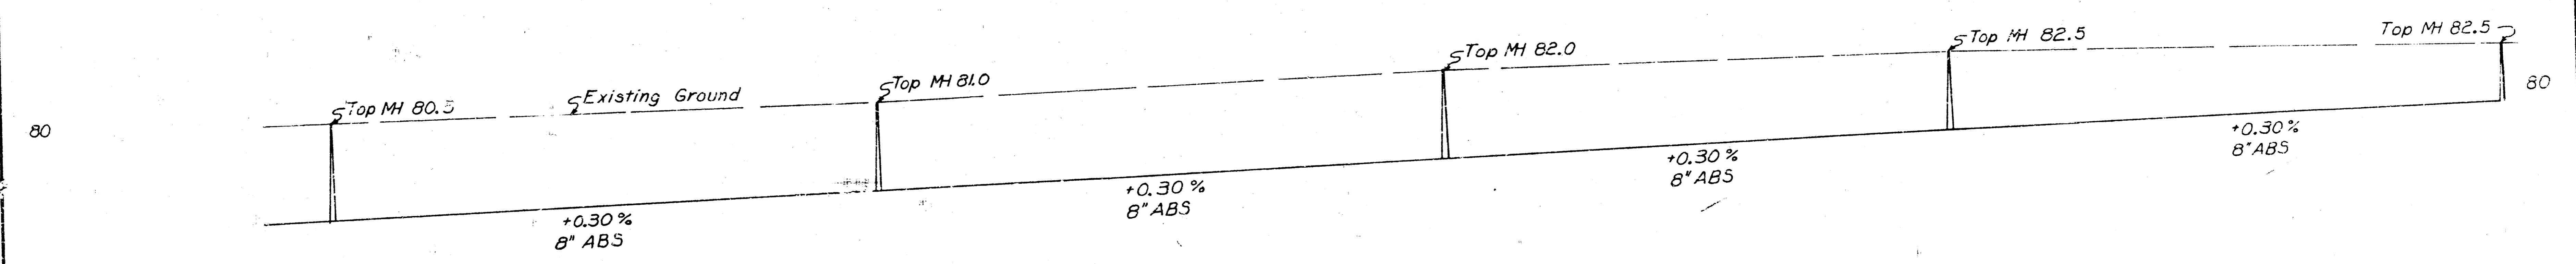 80
Top MH 80.5
Existing Ground
Top MH 81.0
Top MH 82.0
Top MH 82.5
Top MH 82.5
80
+0.30%
8" ABS
+0.30%
8" ABS
+0.30%
8" ABS
+0.30%
8" ABS